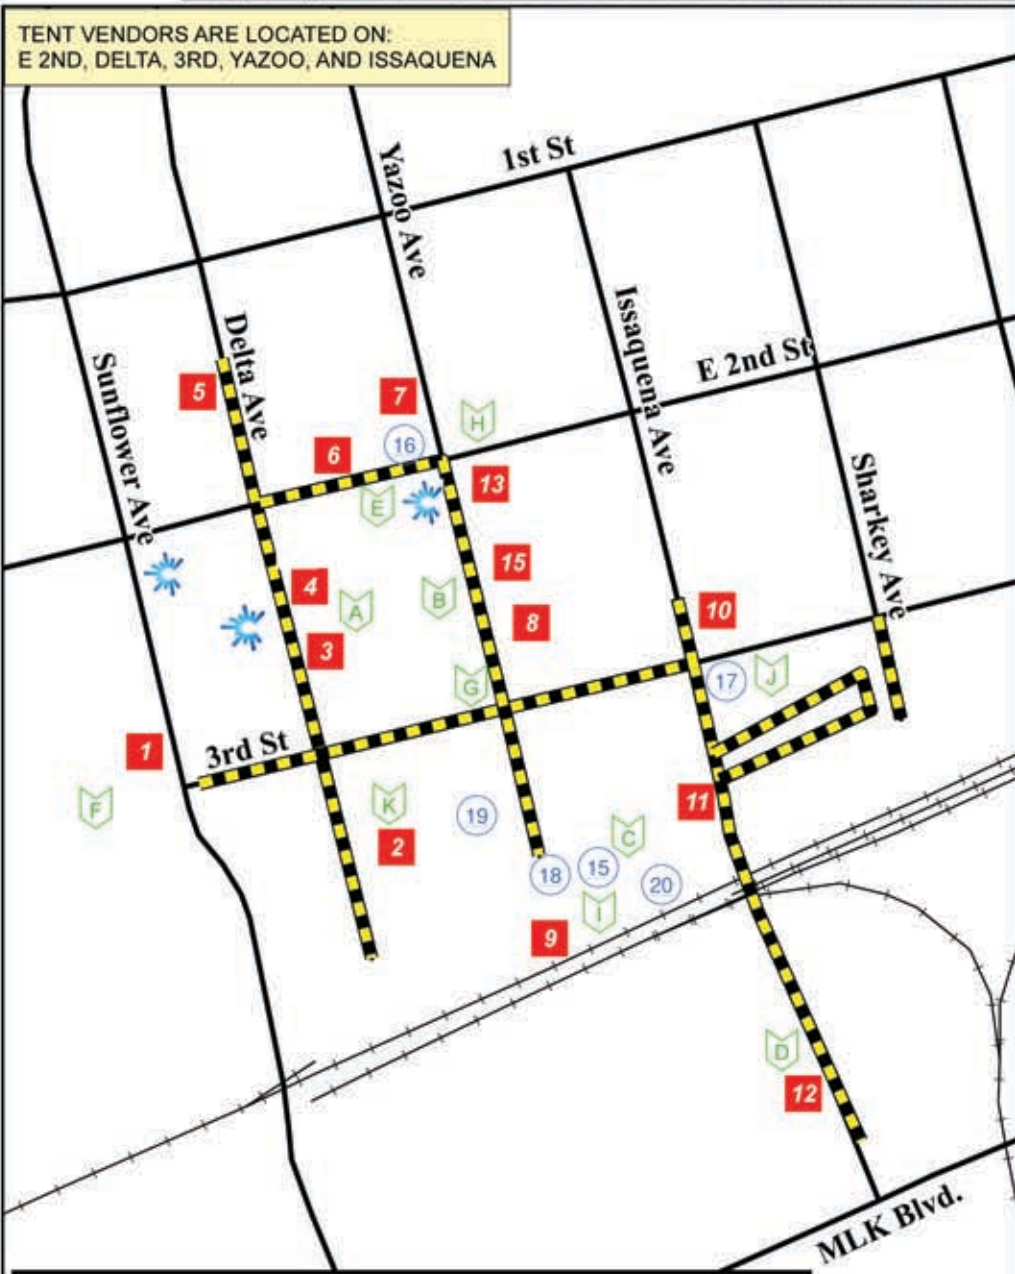 TENT VENDORS ARE LOCATED ON:
E 2ND, DELTA, 3RD, YAZOO, AND ISSAQUENA
1st St
Yazoo Ave
Issaquena Ave
Delta Ave
E 2nd St
Sunflower Ave
Sharkey Ave
5
7
H
16
6
13
E
15
4
A
B
10
8
3
G
17
J
1
3rd St
F
K
11
19
C
2
15
18
20
I
9
D
12
MLK Blvd.